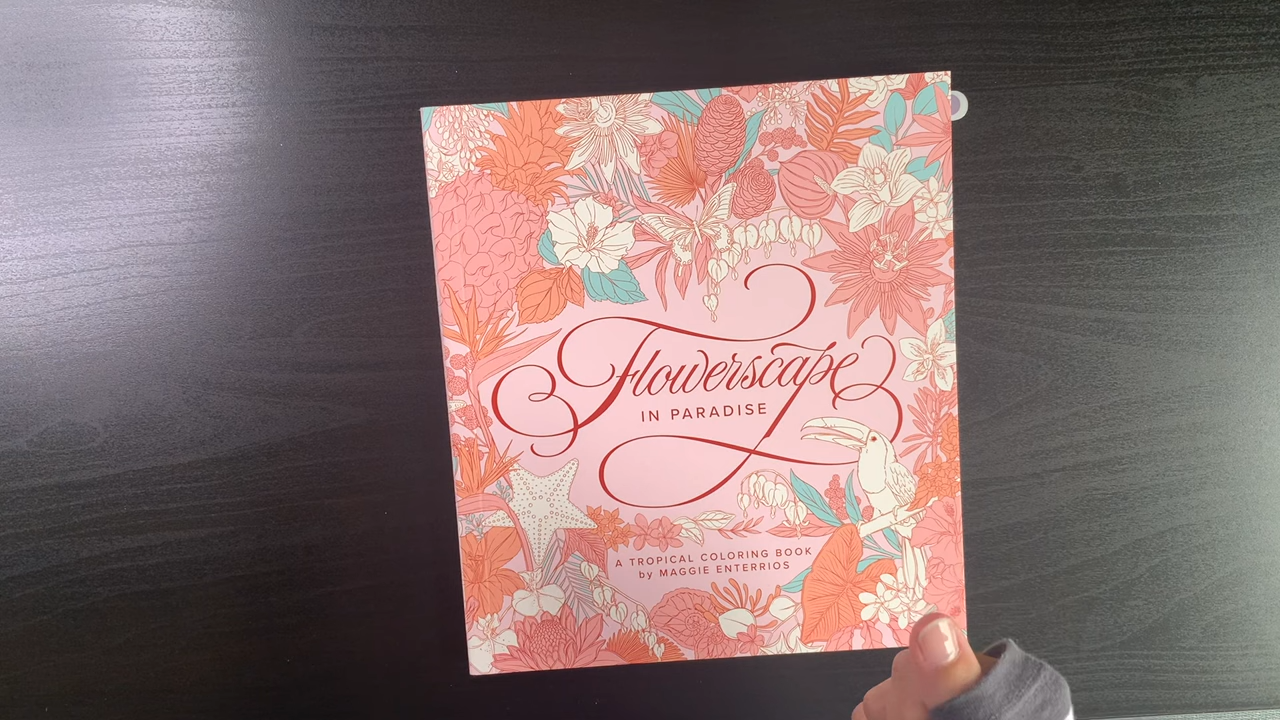 Flowerscape
IN PARADISE
A TROPICAL COLORING BOOK
by MAGGIE ENTERRIOS